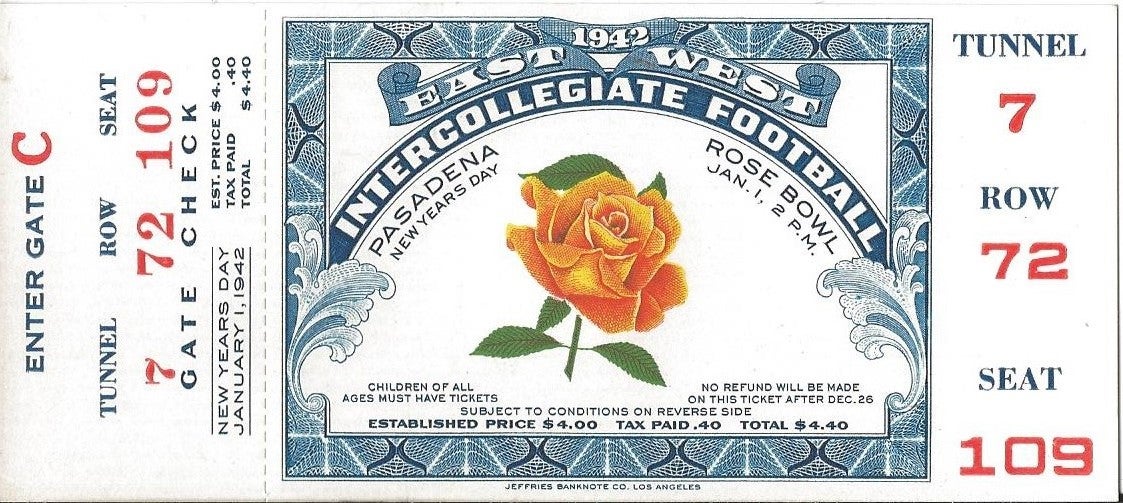 ENTER GATE C
TUNNEL ROW SEAT
7 72 109
GATE CHECK
EST. PRICE $4.00
TAX PAID .40
TOTAL $4.40
NEW YEARS DAY
JANUARY 1, 1942
1942
EAST WEST
INTERCOLLEGIATE FOOTBALL
PASADENA
NEW YEARS DAY
ROSE BOWL
JAN. 1, 2 P.M.
CHILDREN OF ALL
AGES MUST HAVE TICKETS
NO REFUND WILL BE MADE
ON THIS TICKET AFTER DEC. 26
SUBJECT TO CONDITIONS ON REVERSE SIDE
ESTABLISHED PRICE $4.00 TAX PAID .40 TOTAL $4.40
JEFFRIES BANKNOTE CO. LOS ANGELES
TUNNEL
7
ROW
72
SEAT
109